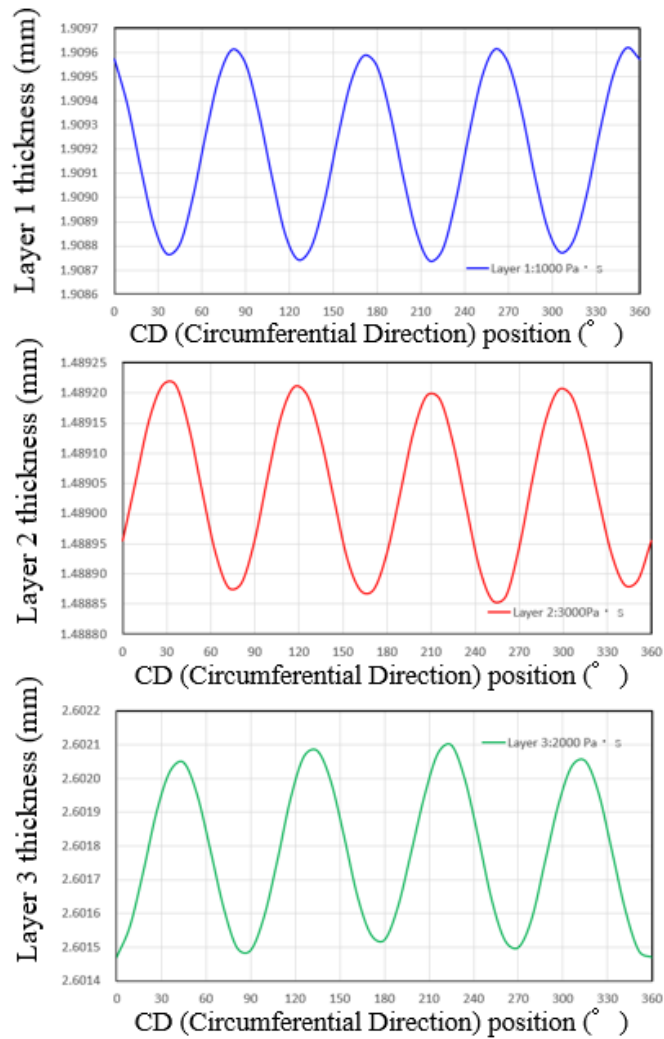 Layer 1 thickness (mm)
1.9097
1.9096
1.9095
1.9094
1.9093
1.9092
1.9091
1.9090
1.9089
1.9088
1.9087
1.9086
Layer 1:1000 Pa・s
0 30 60 90 120 150 180 210 240 270 300 330 360
CD (Circumferential Direction) position (° )
Layer 2 thickness (mm)
1.48925
1.48920
1.48915
1.48910
1.48905
1.48900
1.48895
1.48890
1.48885
1.48880
Layer 2:3000Pa・s
0 30 60 90 120 150 180 210 240 270 300 330 360
CD (Circumferential Direction) position (° )
Layer 3 thickness (mm)
2.6022
2.6021
2.6020
2.6019
2.6018
2.6017
2.6016
2.6015
2.6014
Layer 3:2000 Pa・s
0 30 60 90 120 150 180 210 240 270 300 330 360
CD (Circumferential Direction) position (° )